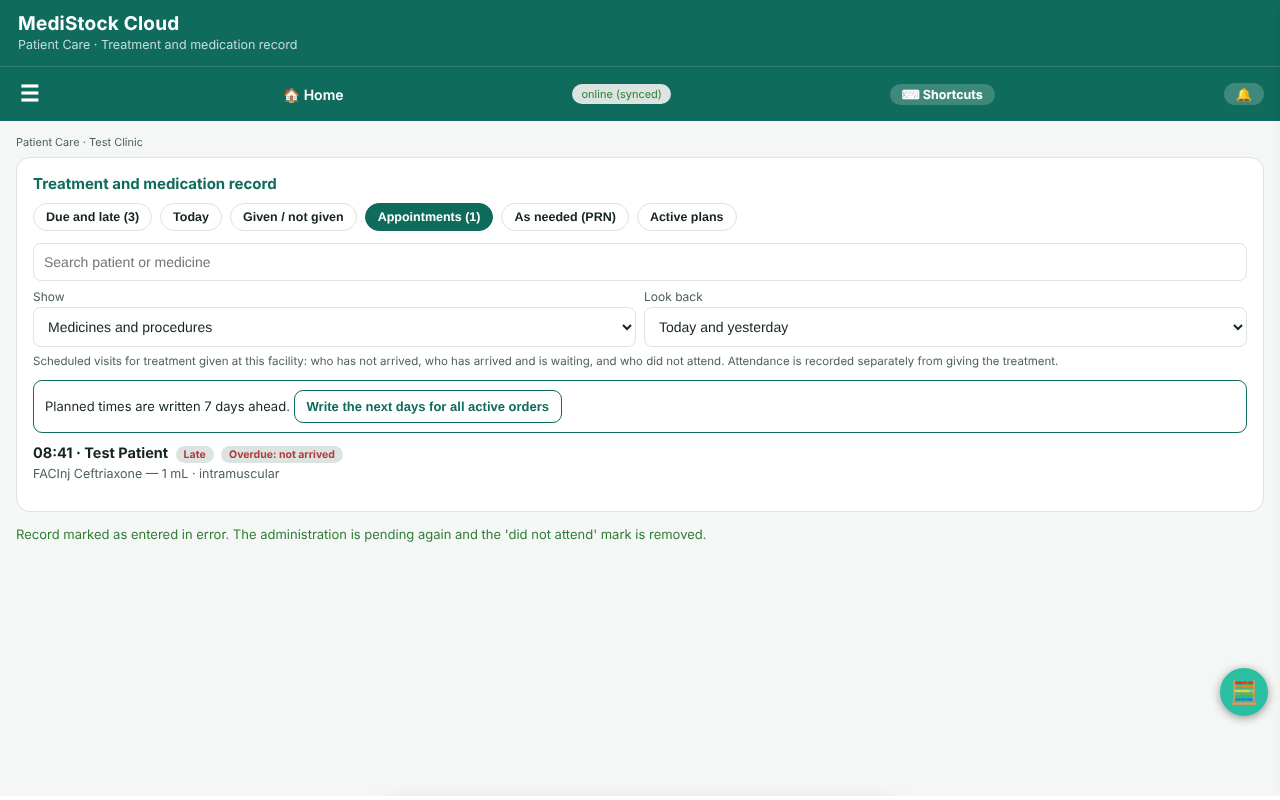 MediStock Cloud
Patient Care · Treatment and medication record
☰ 🏠 Home online (synced) ⌨ Shortcuts 🔔
Patient Care · Test Clinic
Treatment and medication record
Due and late (3) Today Given / not given Appointments (1) As needed (PRN) Active plans
Search patient or medicine
Show Look back
Medicines and procedures Today and yesterday
Scheduled visits for treatment given at this facility: who has not arrived, who has arrived and is waiting, and who did not attend. Attendance is recorded separately from giving the treatment.
Planned times are written 7 days ahead. Write the next days for all active orders
08:41 · Test Patient Late Overdue: not arrived
FACInj Ceftriaxone — 1 mL · intramuscular
Record marked as entered in error. The administration is pending again and the 'did not attend' mark is removed.